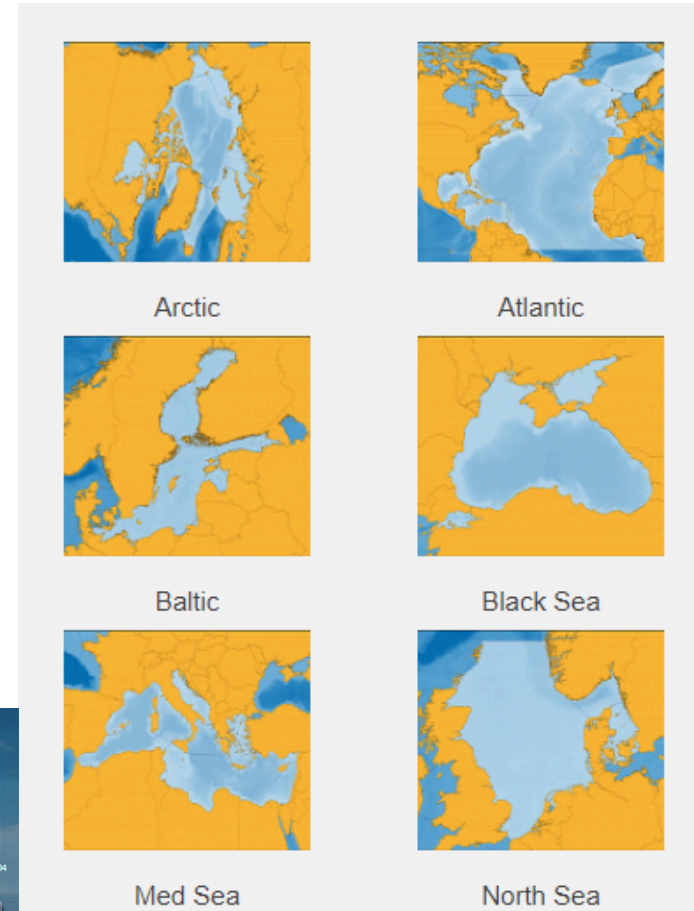 Arctic
Atlantic
Baltic
Black Sea
Med Sea
North Sea